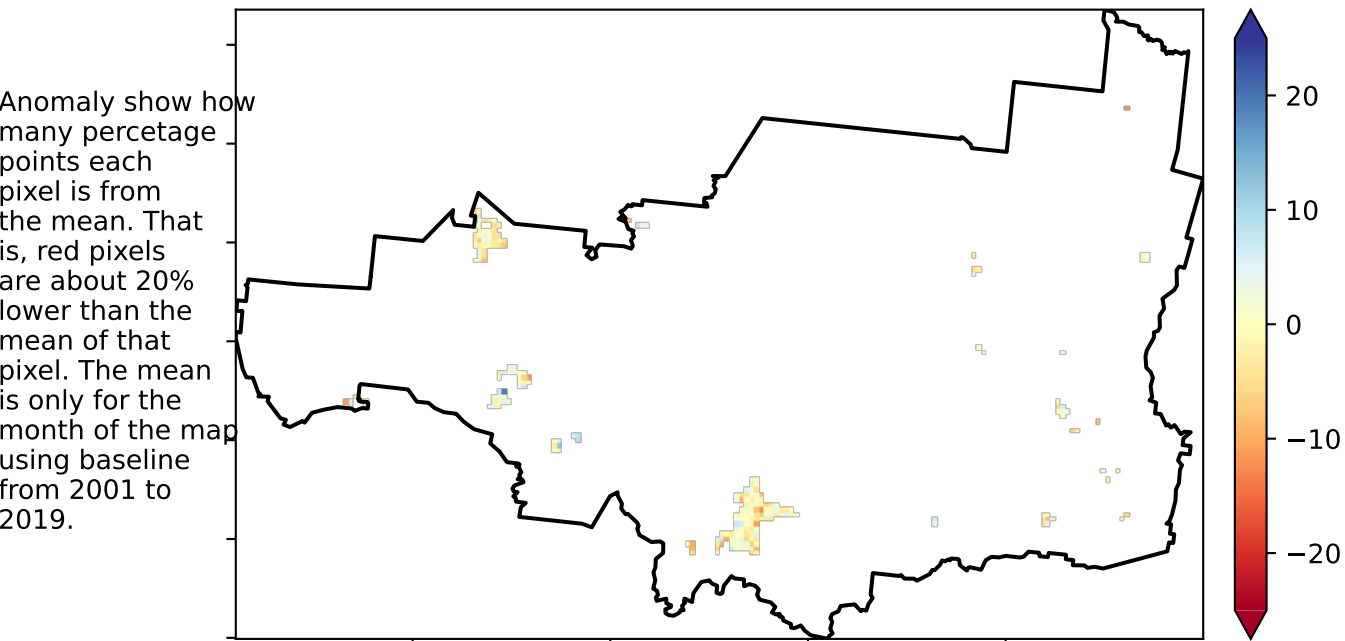 Anomaly show how
many percetage
points each
pixel is from
the mean. That
is, red pixels
are about 20%
lower than the
mean of that
pixel. The mean
is only for the
month of the map
using baseline
from 2001 to
2019.
20
10
0
−10
−20